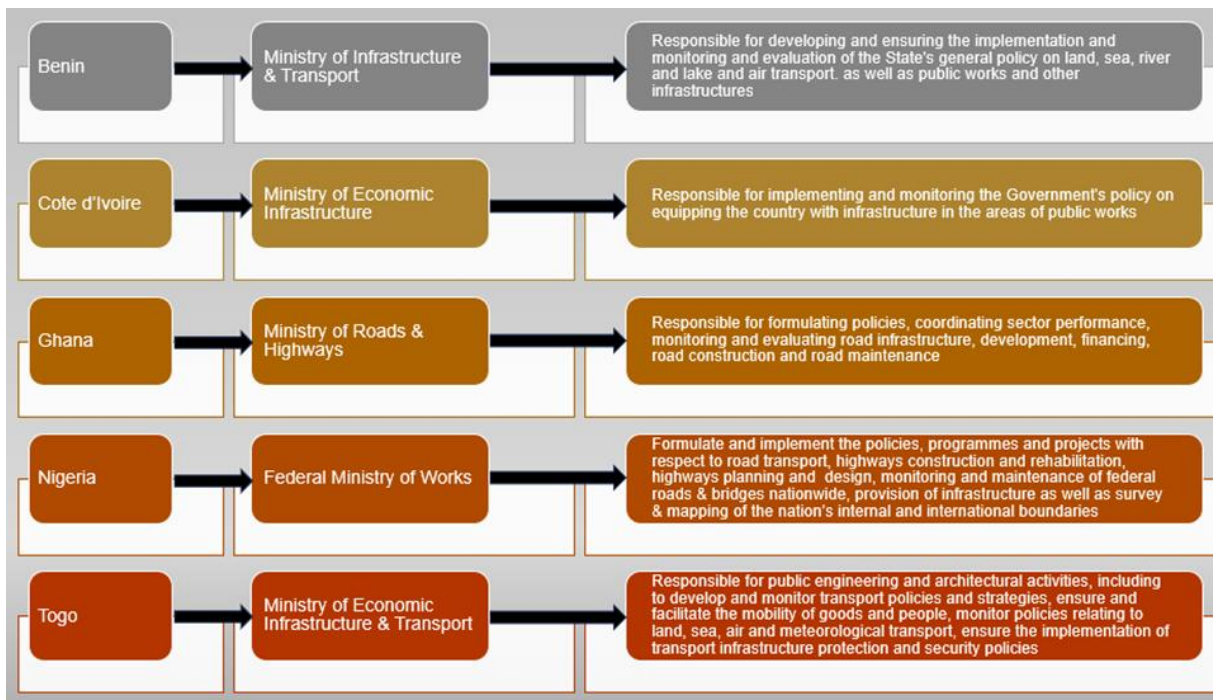 Benin
Ministry of Infrastructure
& Transport
Responsible for developing and ensuring the implementation and
monitoring and evaluation of the State's general policy on land, sea, river
and lake and air transport. as well as public works and other
infrastructures
Cote d'Ivoire
Ministry of Economic
Infrastructure
Responsible for implementing and monitoring the Government's policy on
equipping the country with infrastructure in the areas of public works
Ghana
Ministry of Roads &
Highways
Responsible for formulating policies, coordinating sector performance,
monitoring and evaluating road infrastructure, development, financing,
road construction and road maintenance
Nigeria
Federal Ministry of Works
Formulate and implement the policies, programmes and projects with
respect to road transport, highways construction and rehabilitation,
highways planning and design, monitoring and maintenance of federal
roads & bridges nationwide, provision of infrastructure as well as survey
& mapping of the nation's internal and international boundaries
Togo
Ministry of Economic
Infrastructure & Transport
Responsible for public engineering and architectural activities, including
to develop and monitor transport policies and strategies, ensure and
facilitate the mobility of goods and people, monitor policies relating to
land, sea, air and meteorological transport, ensure the implementation of
transport infrastructure protection and security policies